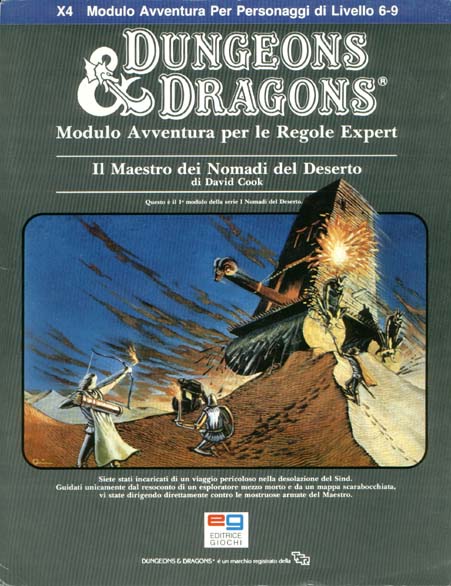 X4 Modulo Avventura Per Personaggi di Livello 6-9
DUNGEONS
& DRAGONS®
Modulo Avventura per le Regole Expert
Il Maestro dei Nomadi del Deserto
di David Cook
Questo è il 1° modulo della serie I Nomadi del Deserto.
Siete stati incaricati di un viaggio pericoloso nella desolazione del Sind.
Guidati unicamente dal resoconto di un esploratore mezzo morto e da un mappa scarabocchiata,
vi state dirigendo direttamente contro le mostruose armate del Maestro.
eg
EDITRICE
GIOCHI
DUNGEONS & DRAGONS® è un marchio registrato della TSR